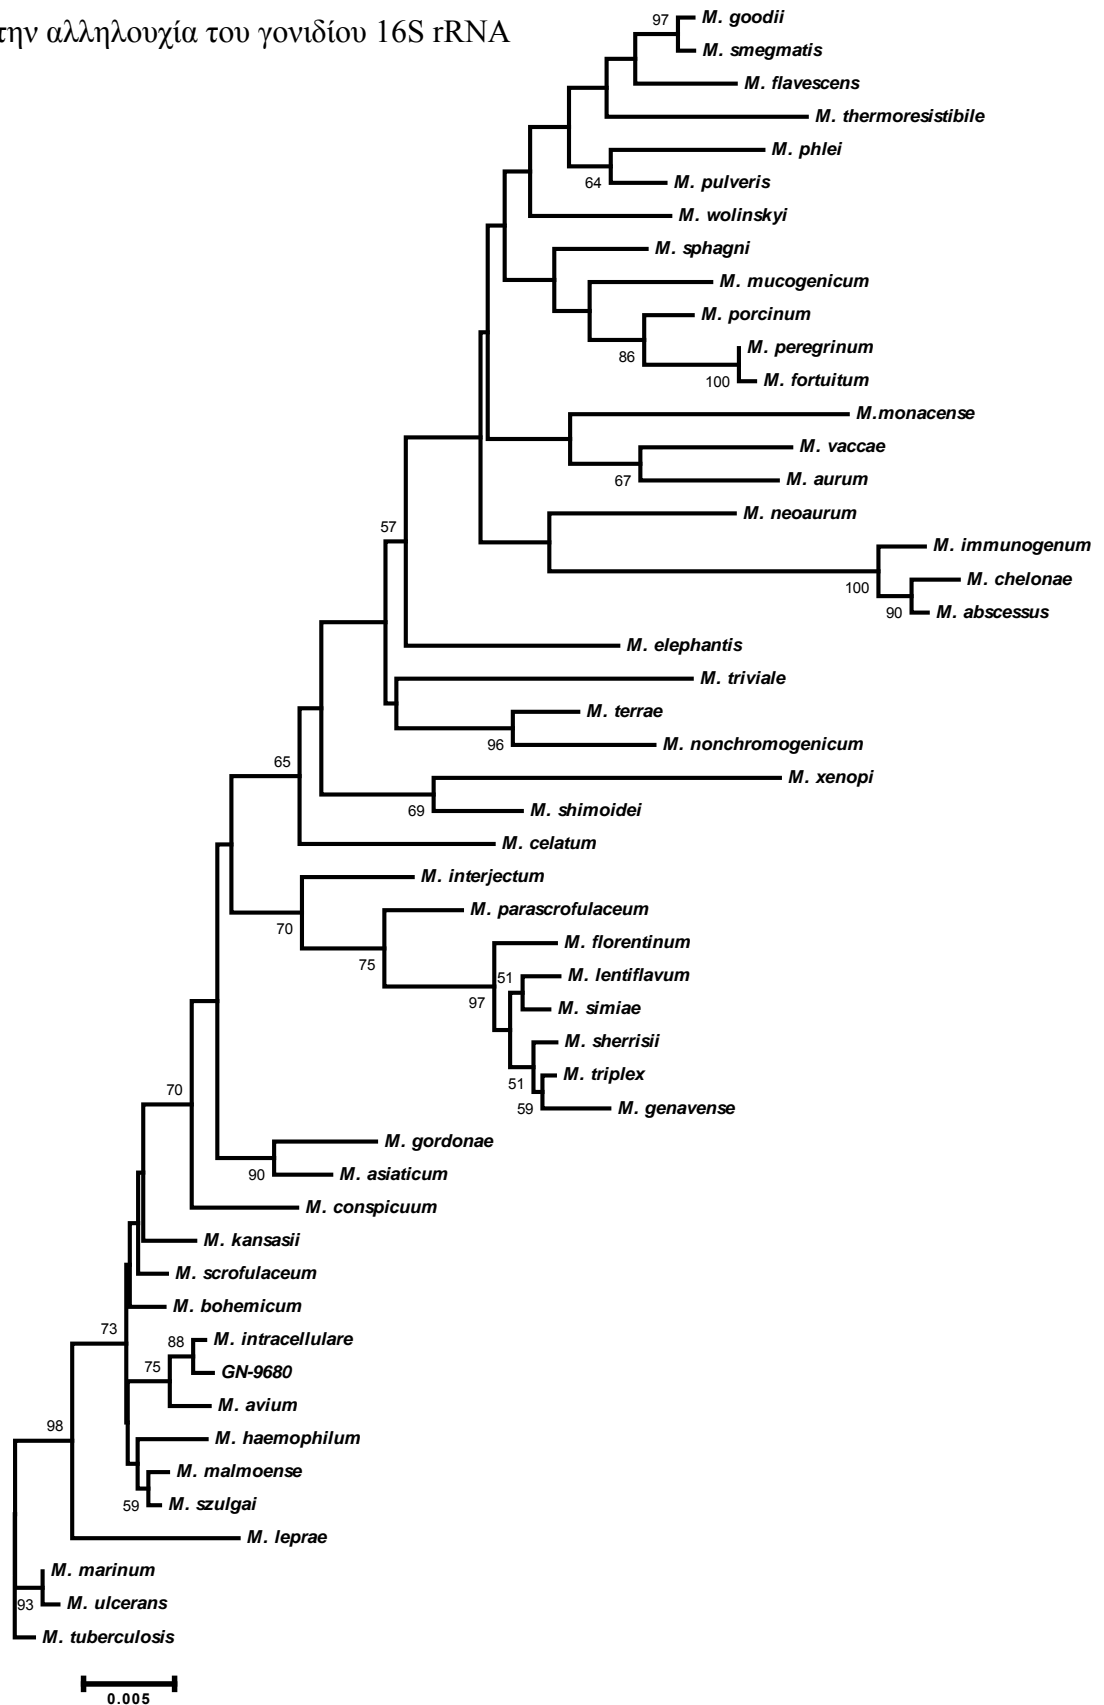 την αλληλουχία του γονιδίου 16S rRNA
97
M. goodii
M. smegmatis
M. flavescens
M. thermoresistibile
M. phlei
64
M. pulveris
M. wolinskyi
M. sphagni
M. mucogenicum
M. porcinum
86
M. peregrinum
100
M. fortuitum
M.monacense
M. vaccae
67
M. aurum
M. neoaurum
57
M. immunogenum
100
M. chelonae
90
M. abscessus
M. elephantis
M. triviale
M. terrae
96
M. nonchromogenicum
65
M. xenopi
69
M. shimoidei
M. celatum
M. interjectum
70
M. parascrofulaceum
75
M. florentinum
51
M. lentiflavum
97
M. simiae
M. sherrisii
51
M. triplex
59
M. genavense
70
M. gordonae
90
M. asiaticum
M. conspicuum
M. kansasii
M. scrofulaceum
M. bohemicum
73
88
M. intracellulare
75
GN-9680
M. avium
98
M. haemophilum
M. malmoense
59
M. szulgai
M. leprae
M. marinum
93
M. ulcerans
M. tuberculosis
0.005